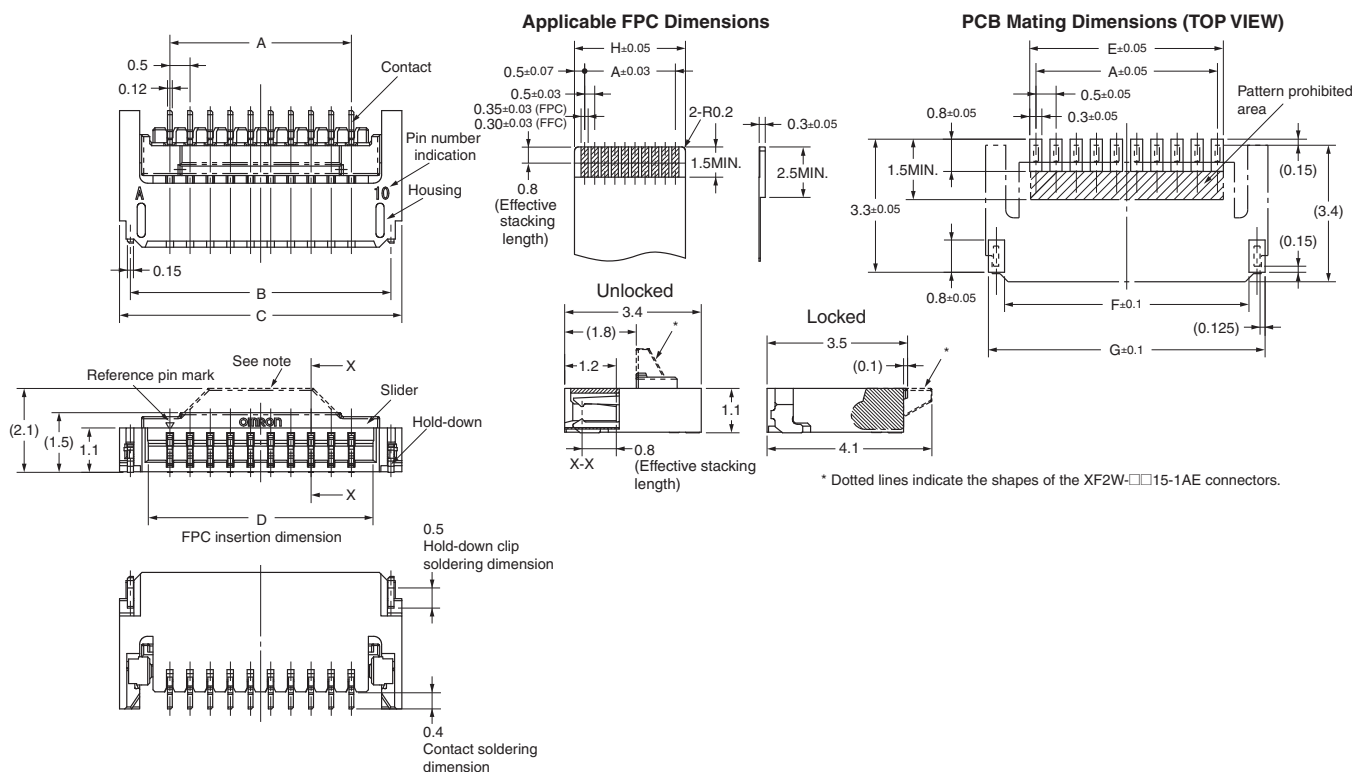 Applicable FPC Dimensions
PCB Mating Dimensions (TOP VIEW)
A
0.5
0.12
Contact
Pin number
indication
A
10
Housing
0.15
B
C
H±0.05
0.5±0.07
A±0.03
0.5±0.03
0.35±0.03 (FPC)
0.30±0.03 (FFC)
2-R0.2
0.3±0.05
1.5MIN.
2.5MIN.
0.8
(Effective
stacking
length)
E±0.05
A±0.05
0.5±0.05
0.3±0.05
Pattern prohibited
area
0.8±0.05
1.5MIN.
3.3±0.05
0.8±0.05
(0.15)
(3.4)
(0.15)
F±0.1
(0.125)
G±0.1
Unlocked
3.4
(1.8)
*
1.2
1.1
X-X
0.8
(Effective stacking
length)
Locked
3.5
(0.1)
*
4.1
* Dotted lines indicate the shapes of the XF2W-□□15-1AE connectors.
See note
X
Reference pin mark
Slider
OMRON
Hold-down
(2.1)
(1.5)
1.1
X
D
FPC insertion dimension
0.5
Hold-down clip
soldering dimension
0.4
Contact soldering
dimension